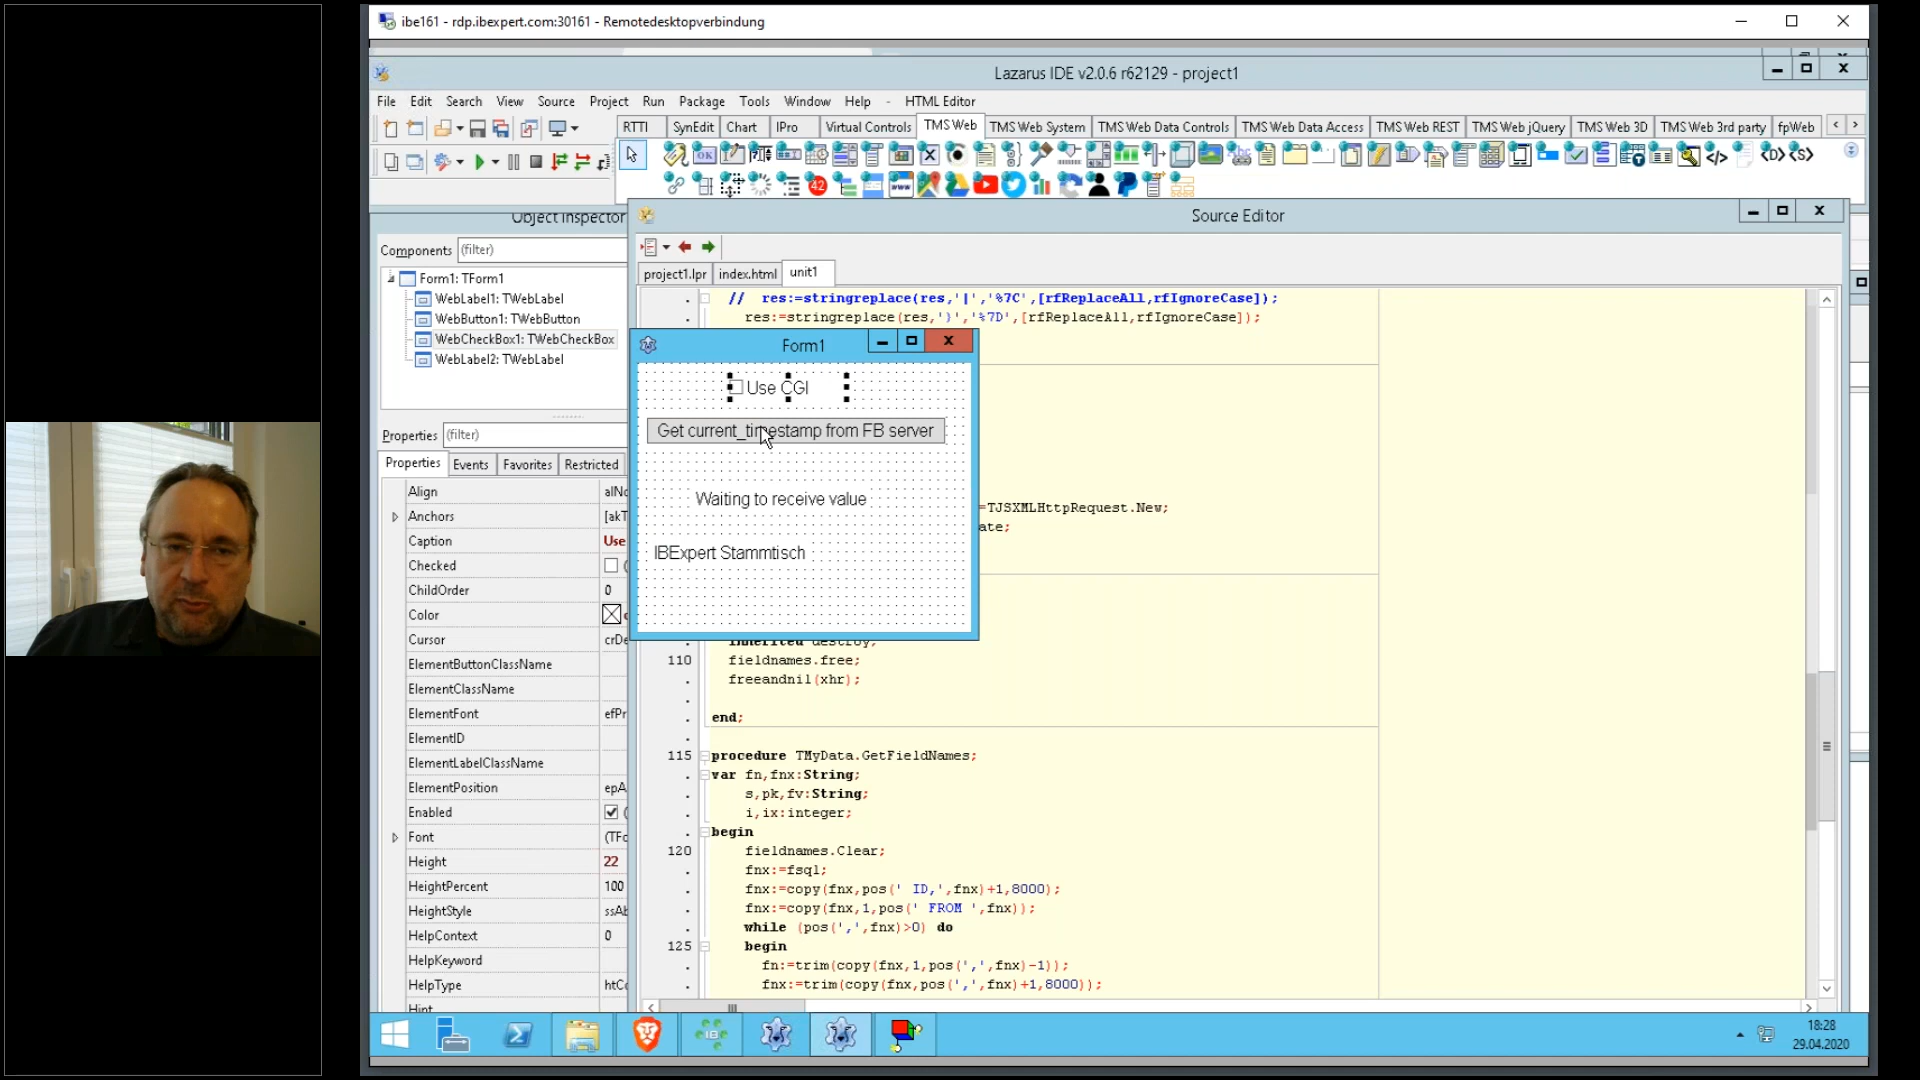 ibe161 - rdp.ibexpert.com:30161 - Remotedesktopverbindung
Lazarus IDE v2.0.6 r62129 - project1
File Edit Search View Source Project Run Package Tools Window Help - HTML Editor
RTTI SynEdit Chart IPro Virtual Controls TMS Web TMS Web System TMS Web Data Controls TMS Web Data Access TMS Web REST TMS Web jQuery TMS Web 3D TMS Web 3rd party fpWeb
Object Inspector
Source Editor
Components (filter)
Form1: TForm1
WebLabel1: TWebLabel
WebButton1: TWebButton
WebCheckBox1: TWebCheckBox
WebLabel2: TWebLabel
Properties (filter)
Properties Events Favorites Restricted
Align alNo
Anchors [akT
Caption Use
Checked (
ChildOrder 0
Color
Cursor crDe
ElementButtonClassName
ElementClassName
ElementFont efPr
ElementID
ElementLabelClassName
ElementPosition epA
Enabled (
Font (TFo
Height 22
HeightPercent 100
HeightStyle ssAb
HelpContext 0
HelpKeyword
HelpType htCo
Hint
project1.lpr index.html unit1
// res:=stringreplace(res,'|','%7C',[rfReplaceAll,rfIgnoreCase]);
res:=stringreplace(res,'}','%7D',[rfReplaceAll,rfIgnoreCase]);
Form1
Use CGI
Get current_timestamp from FB server
Waiting to receive value
IBExpert Stammtisch
=TJSXMLHttpRequest.New;
ate;
inherited destroy;
110 fieldnames.free;
freeandnil(xhr);
end;
115 procedure TMyData.GetFieldNames;
var fn,fnx:String;
s,pk,fv:String;
i,ix:integer;
begin
120 fieldnames.Clear;
fnx:=fsql;
fnx:=copy(fnx,pos(' ID,',fnx)+1,8000);
fnx:=copy(fnx,1,pos(' FROM ',fnx));
while (pos(',',fnx)>0) do
125 begin
fn:=trim(copy(fnx,1,pos(',',fnx)-1));
fnx:=trim(copy(fnx,pos(',',fnx)+1,8000));
18:28
29.04.2020